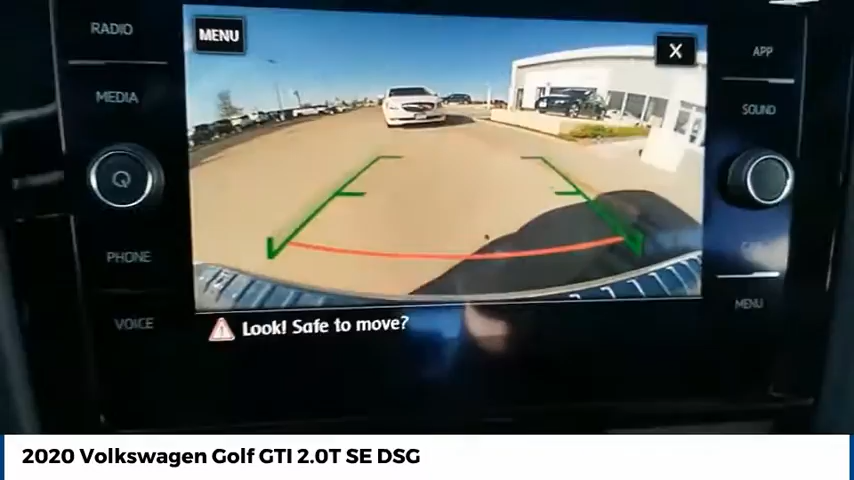 RADIO
MENU
X
APP
MEDIA
SOUND
PHONE
VOICE
MENU
Look! Safe to move?
2020 Volkswagen Golf GTI 2.0T SE DSG